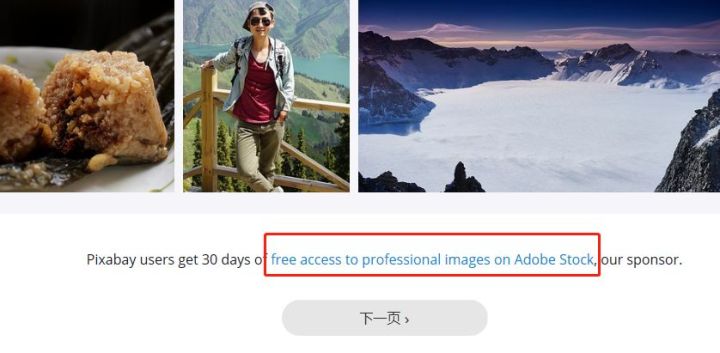 Pixabay users get 30 days of free access to professional images on Adobe Stock, our sponsor.
下一页 ›